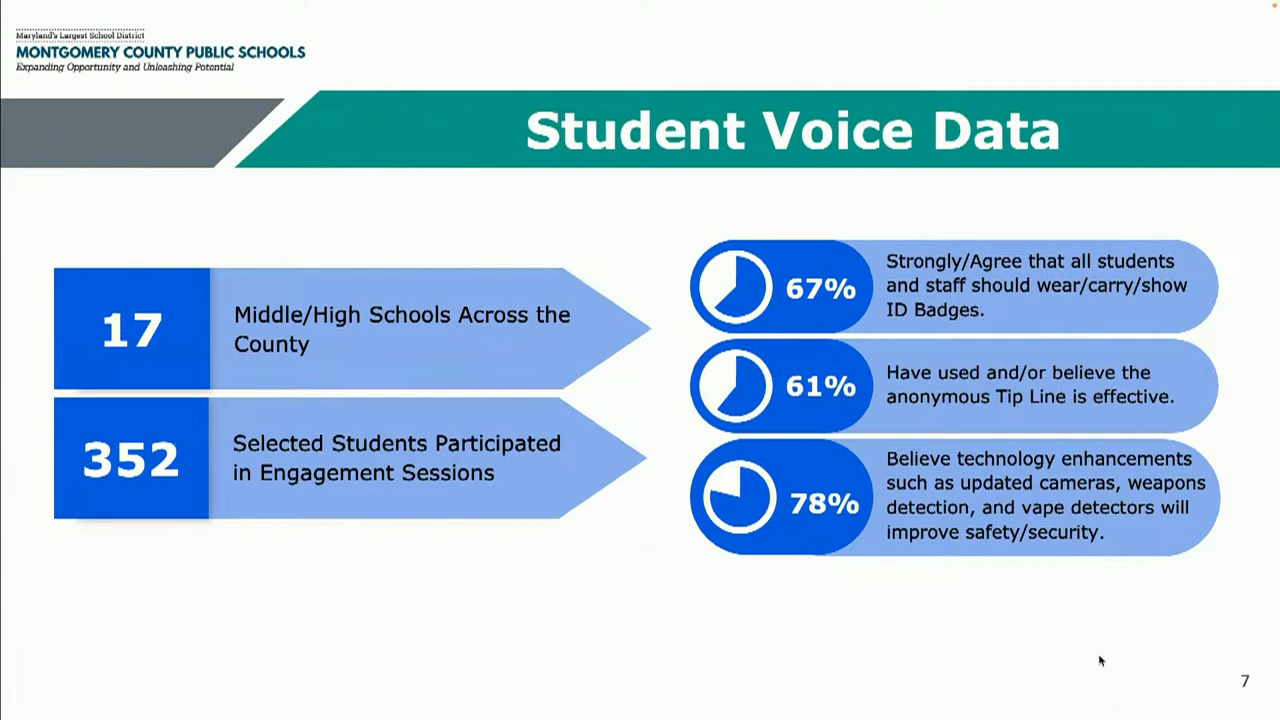 Maryland's Largest School District
MONTGOMERY COUNTY PUBLIC SCHOOLS
Expanding Opportunity and Unleashing Potential
Student Voice Data
17
Middle/High Schools Across the
County
352
Selected Students Participated
in Engagement Sessions
67%
Strongly/Agree that all students
and staff should wear/carry/show
ID Badges.
61%
Have used and/or believe the
anonymous Tip Line is effective.
78%
Believe technology enhancements
such as updated cameras, weapons
detection, and vape detectors will
improve safety/security.
7